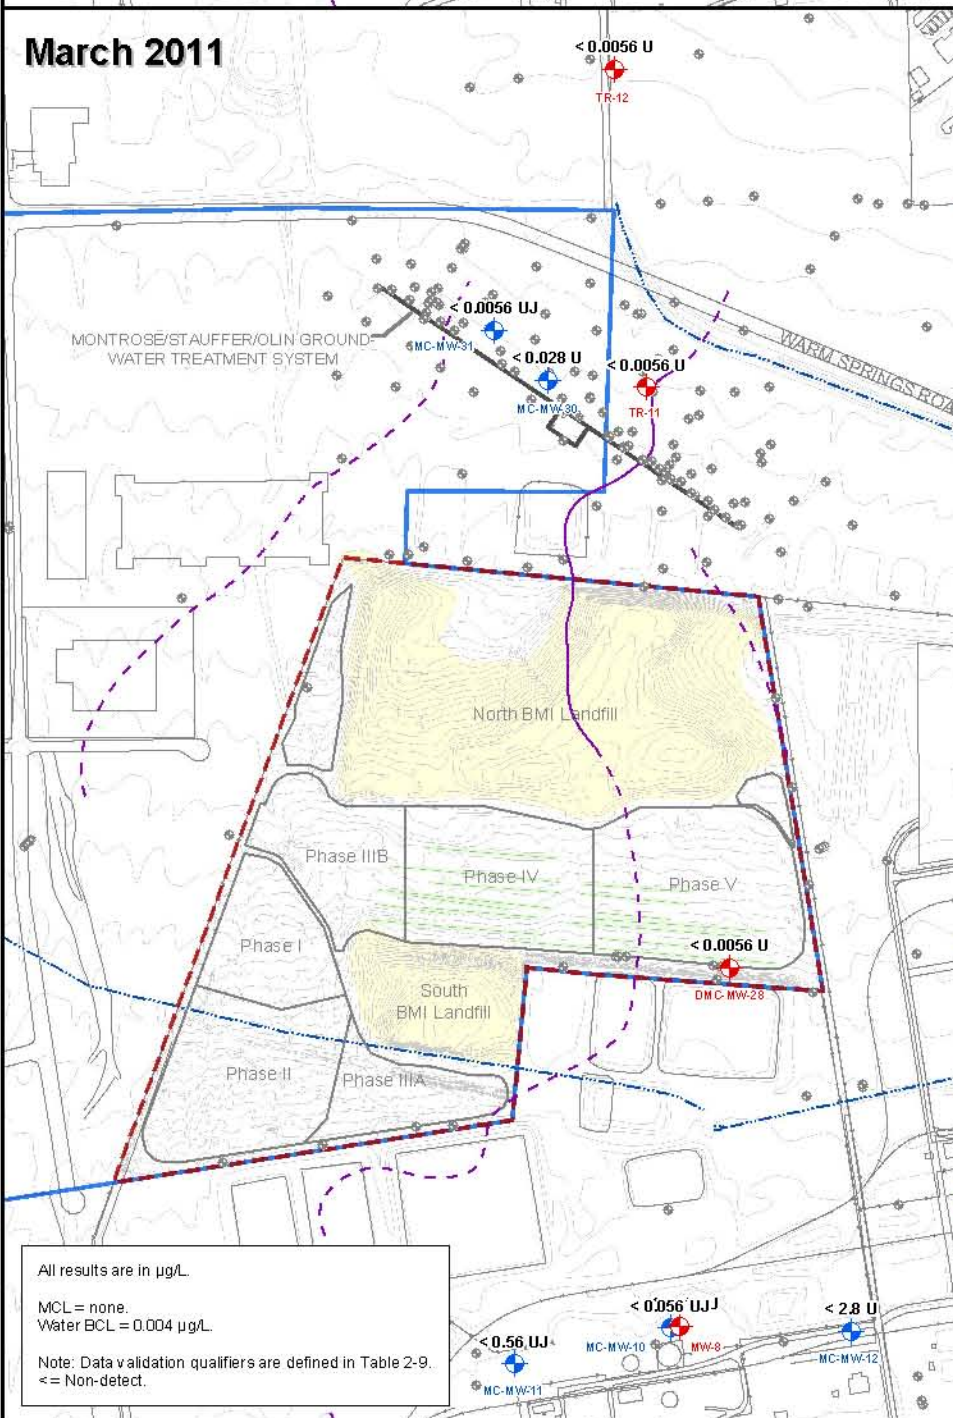 March 2011
< 0.0056 U
TR-12
< 0.0056 UJ
MONTROSE/STAUFFER/OLIN GROUND-
WATER TREATMENT SYSTEM
MC-MW-31
< 0.028 U
MC-MW-30
< 0.0056 U
TR-11
WARM SPRINGS ROA
North BMI Landfill
Phase IIIB
Phase IV
Phase V
Phase I
< 0.0056 U
DMC-MW-28
South
BMI Landfill
Phase II
Phase IIIA
All results are in µg/L.
MCL = none.
Water BCL = 0.004 µg/L.
Note: Data validation qualifiers are defined in Table 2-9.
< = Non-detect.
< 0.56 UJ
MC-MW-11
MC-MW-10
MW-8
< 2.8 U
MC-MW-12